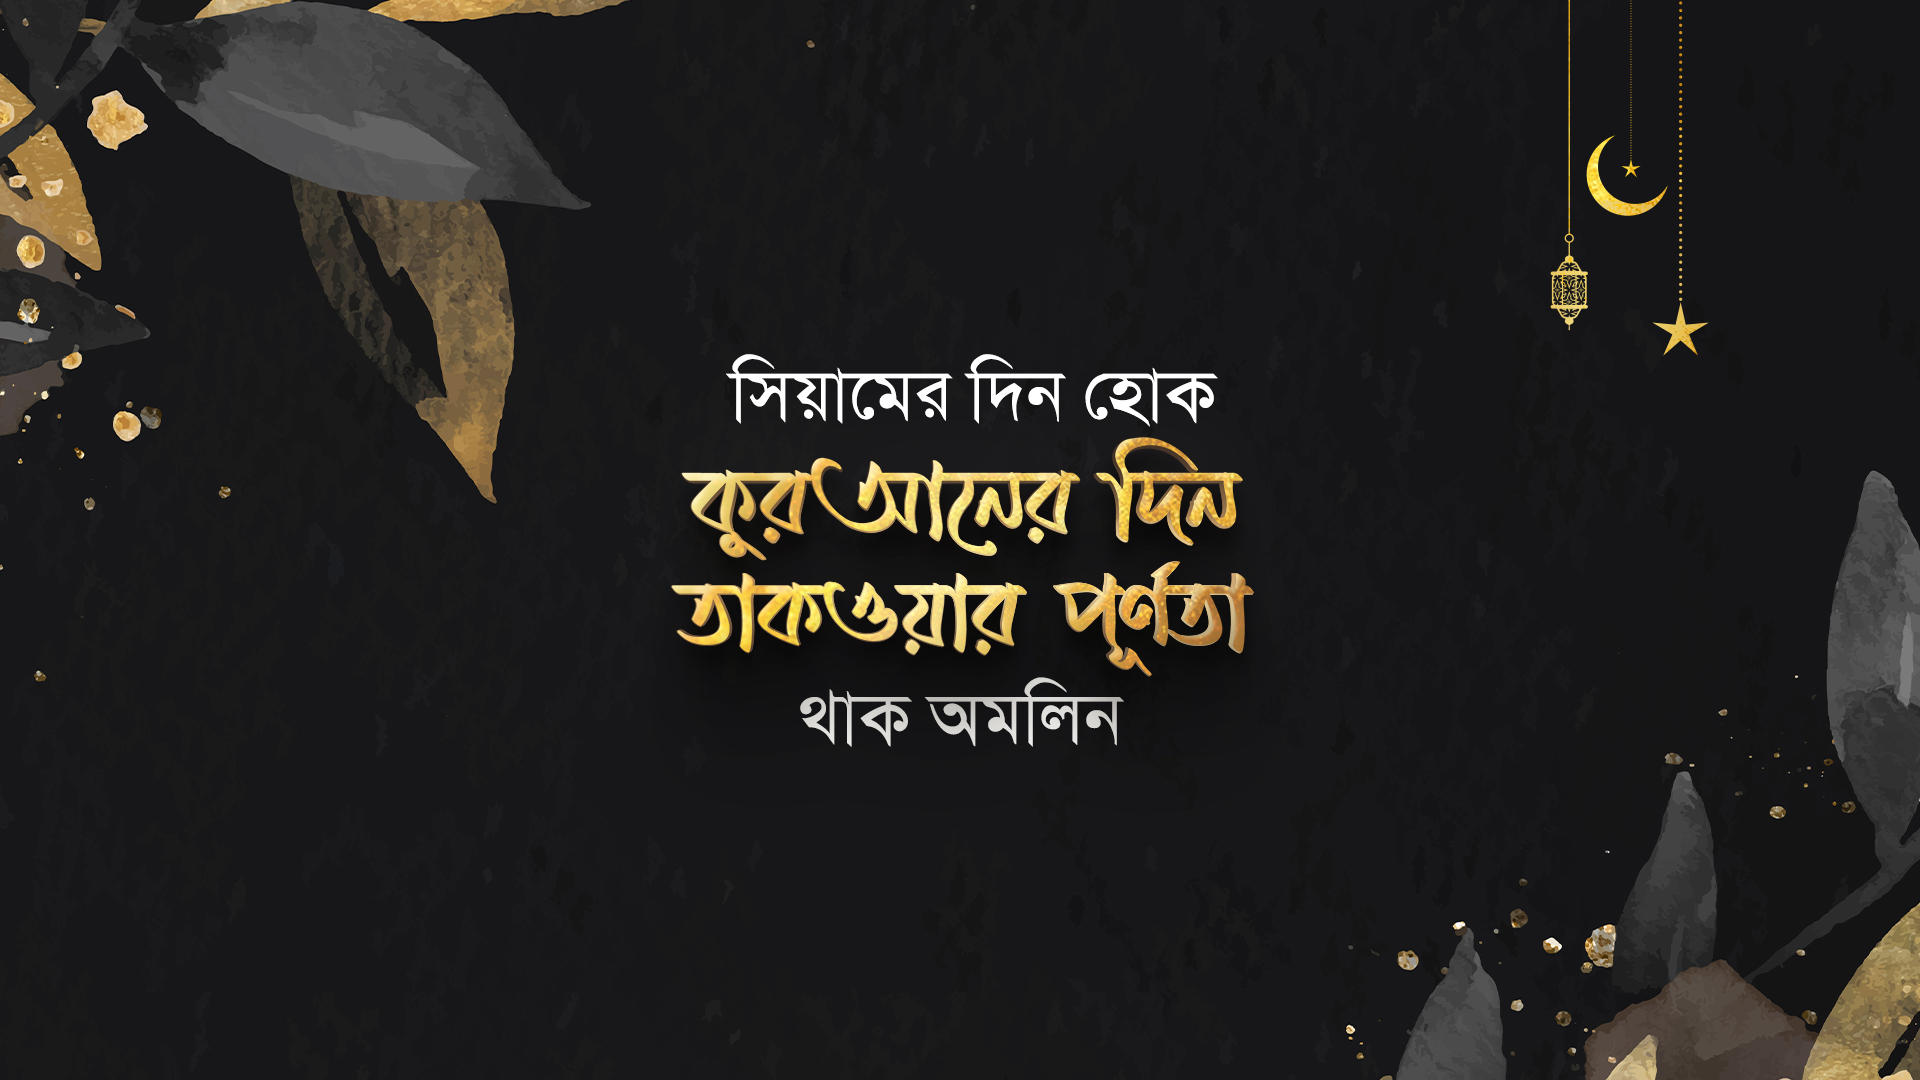 সিয়ামের দিন হোক
কুরআনের দিন
তাকওয়ার পূর্ণতা
থাক অমলিন